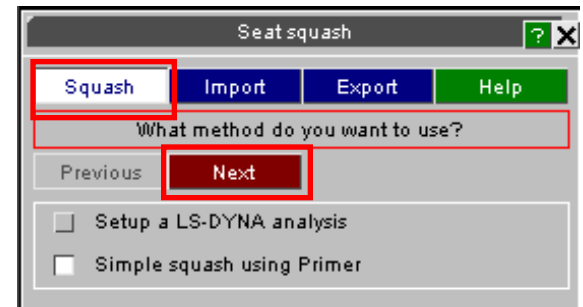 Seat squash
? X
Squash Import Export Help
What method do you want to use?
Previous Next
Setup a LS-DYNA analysis
Simple squash using Primer